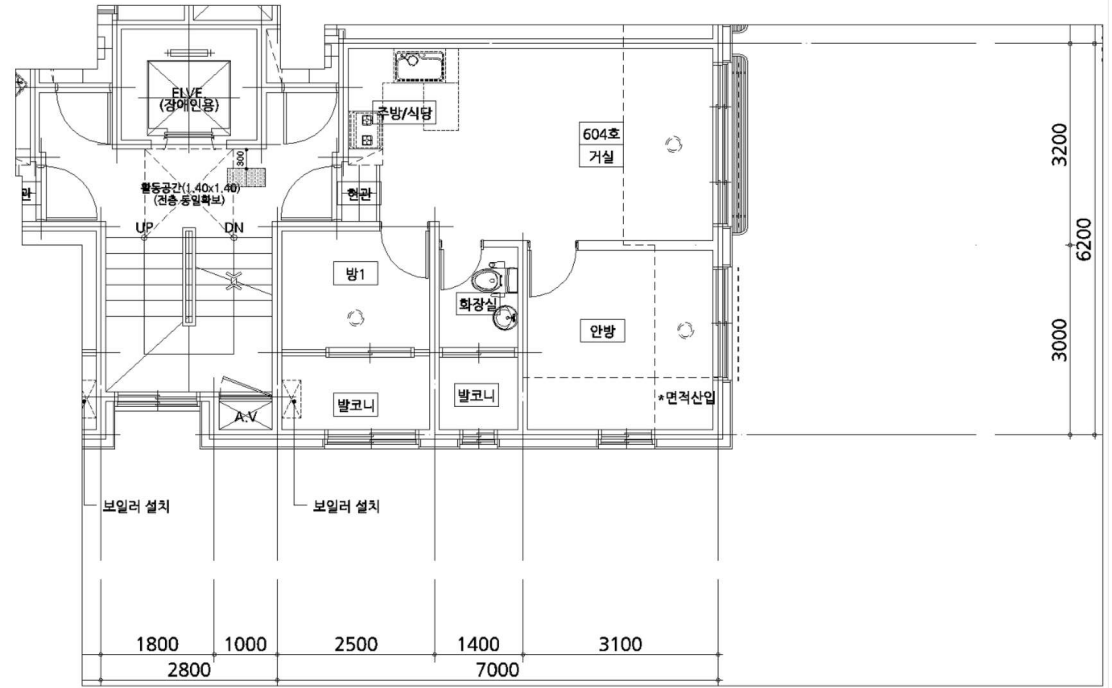 ELVE.
(장애인용)
주방/식당
604호
거실
3200
300
활동공간(1.40x1.40)
(전층 동일확보)
관
현관
UP
DN
6200
방1
화장실
안방
3000
발코니
발코니
*면적산입
A.V
보일러 설치
보일러 설치
1800
1000
2500
1400
3100
2800
7000